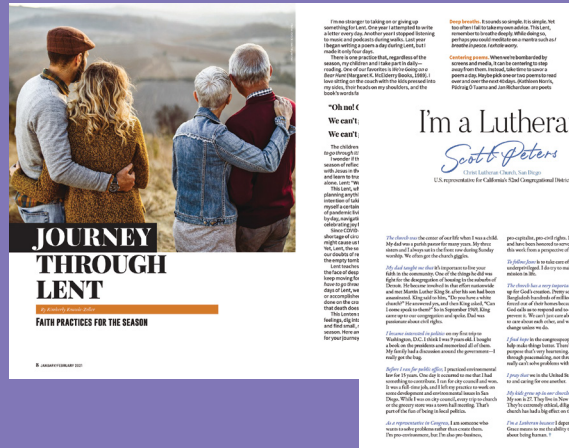 JOURNEY
THROUGH
LENT
By Kimberly Knowle-Zeller
FAITH PRACTICES FOR THE SEASON
8 JANUARY/FEBRUARY 2021
I'm no stranger to taking on or giving up
something for Lent. One year I attempted to write
a letter every day. Another year I stopped listening
to music and podcasts during walks. Last year
I began writing a poem a day during Lent, but I
made it only four days.
There is one practice that, regardless of the
season, my children and I take part in daily—
reading. One of our favorites is We're Going on a
Bear Hunt (Margaret K. McElderry Books, 1989). I
love sitting on the couch with the kids pressed into
my sides, their heads on my shoulders, and the
book's words fa
"Oh no! G
We can't
We can't
The children
to go through it!
I wonder if th
season of reflec
with Jesus in th
and learn to tru
alone. Lent: "We
This Lent, wh
planning anythi
intention of taki
myself a certain
of pandemic livi
by day, navigati
celebrating joy f
Since COVID-
shortage of circu
might cause us t
Yet, Lent, the se
our doubts of re
the empty tomb
Lent teaches
the face of death
keep moving for
have to go throu
days of Lent, we
or accomplished
done on the cros
that death does
This Lenten s
feelings, dig int
and find small,
season. Here are
for your journey
Deep breaths. It sounds so simple. It is simple. Yet
too often I fail to take my own advice. This Lent,
remember to breathe deeply. While doing so,
perhaps you could meditate on a mantra such as I
breathe in peace. I exhale worry.
Centering poems. When we're bombarded by
screens and media, it can be centering to step
away from them. Instead, take time to savor a
poem a day. Maybe pick one or two poems to read
over and over the next 40 days. (Kathleen Norris,
Pádraig Ó Tuama and Jan Richardson are poets
I'm a Luthera
Scott Peters
Christ Lutheran Church, San Diego
U.S. representative for California's 52nd Congressional Distric
The church was the center of our life when I was a child.
My dad was a parish pastor for many years. My three
sisters and I always sat in the front row during Sunday
worship. We often got the church giggles.
My dad taught me that it's important to live your
faith in the community. One of the things he did was
fight for the desegregation of housing in the suburbs of
Detroit. He became involved in that effort nationwide
and met Martin Luther King Sr. after his son had been
assassinated. King said to him, "Do you have a white
church?" He answered yes, and then King asked, "Can
I come speak to them?" So in September 1969, King
came up to our congregation and spoke. Dad was
passionate about civil rights.
I became interested in politics on my first trip to
Washington, D.C. I think I was 9 years old. I bought
a book on the presidents and memorized all of them.
My family had a discussion around the government—I
really got the bug.
Before I ran for public office, I practiced environmental
law for 15 years. One day it occurred to me that I had
something to contribute. I ran for city council and won.
It was a full-time job, and I left my practice to work on
some development and environmental issues in San
Diego. While I was on city council, every trip to church
or the grocery store was a town hall meeting. That's
part of the fun of being in local politics.
As a representative in Congress, I am someone who
wants to solve problems rather than create them.
I'm pro-environment, but I'm also pro-business,
pro-capitalist, pro-civil rights. I
and have been honored to serve
this work from a perspective of
To follow Jesus is to take care of
underprivileged. I do try to ma
mission in life.
The church's most important
up for God's creation. Pretty so
Bangladesh hundreds of million
forced out of their homes beca
God calls us to respond and to
prevent it. We can't just care ab
to care about each other, and w
change unless we do.
I find hope in the congregation
help make things better. There
purpose that's very heartening.
through peacemaking, not thro
really can't solve problems with
I pray that we in the United Sta
to and caring for one another.
My kids grew up in our church
My son is 27. They live in New
They're extremely ethical, dilig
church has had a big effect on t
I'm a Lutheran because I depe
Grace means to me the ability t
about being human.